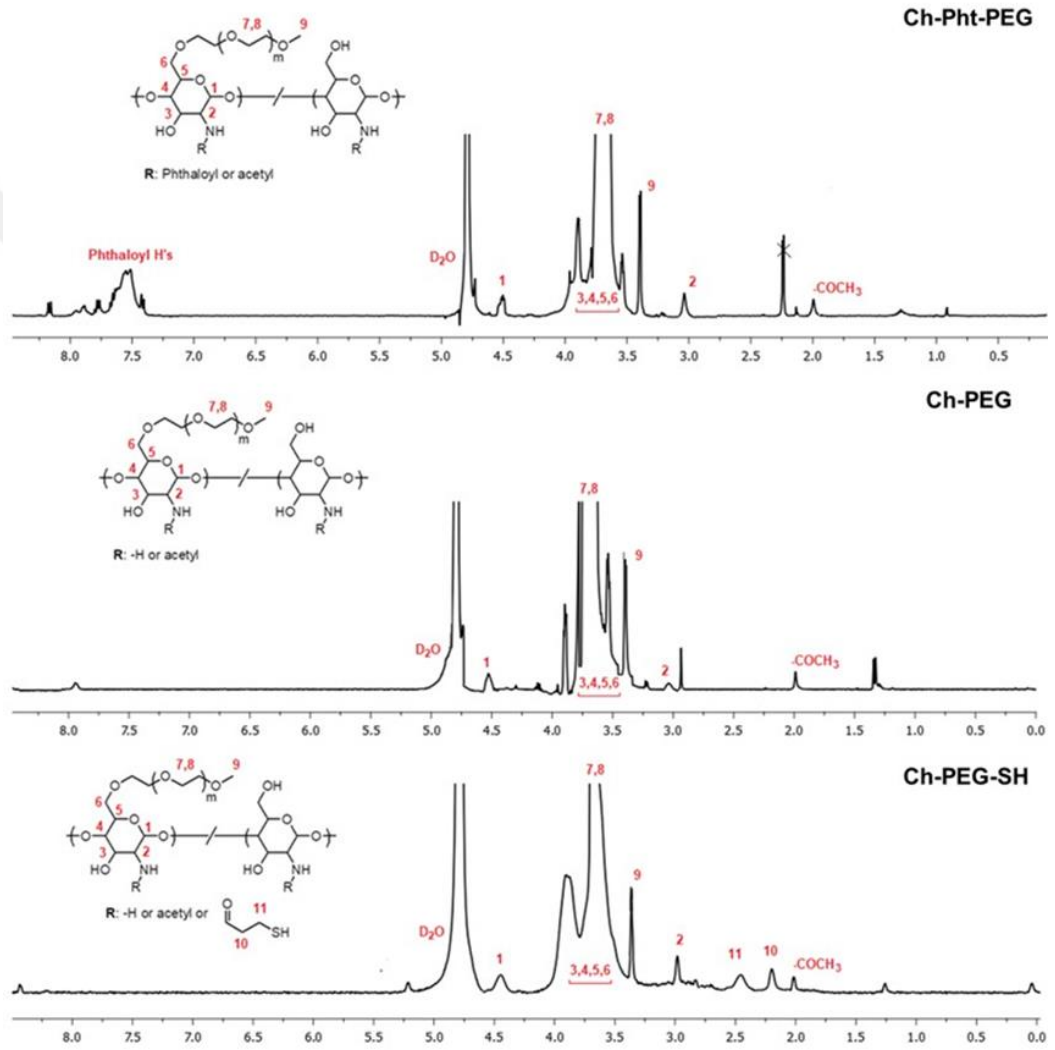 Ch-Pht-PEG
7,8 9
O O O OH
m
6 5 O O
4 1
O O O
3 2
HO NH HO NH
R R
R: Phthaloyl or acetyl
7,8
9
Phthaloyl H's
D2O
1
3,4,5,6
2
-COCH3
8.0 7.5 7.0 6.5 6.0 5.5 5.0 4.5 4.0 3.5 3.0 2.5 2.0 1.5 1.0 0.5
Ch-PEG
7,8 9
O O O OH
m
6 5 O O
4 1
O O O
3 2
HO NH HO NH
R R
R: -H or acetyl
7,8
9
D2O
1
3,4,5,6
2
-COCH3
8.0 7.5 7.0 6.5 6.0 5.5 5.0 4.5 4.0 3.5 3.0 2.5 2.0 1.5 1.0 0.5 0.0
Ch-PEG-SH
7,8 9
O O O OH
m
6 5 O O
4 1
O O O
3 2
HO NH HO NH
R R
R: -H or acetyl or
O 11
SH
10
7,8
9
D2O
1
3,4,5,6
2
11
10
-COCH3
8.0 7.5 7.0 6.5 6.0 5.5 5.0 4.5 4.0 3.5 3.0 2.5 2.0 1.5 1.0 0.5 0.0